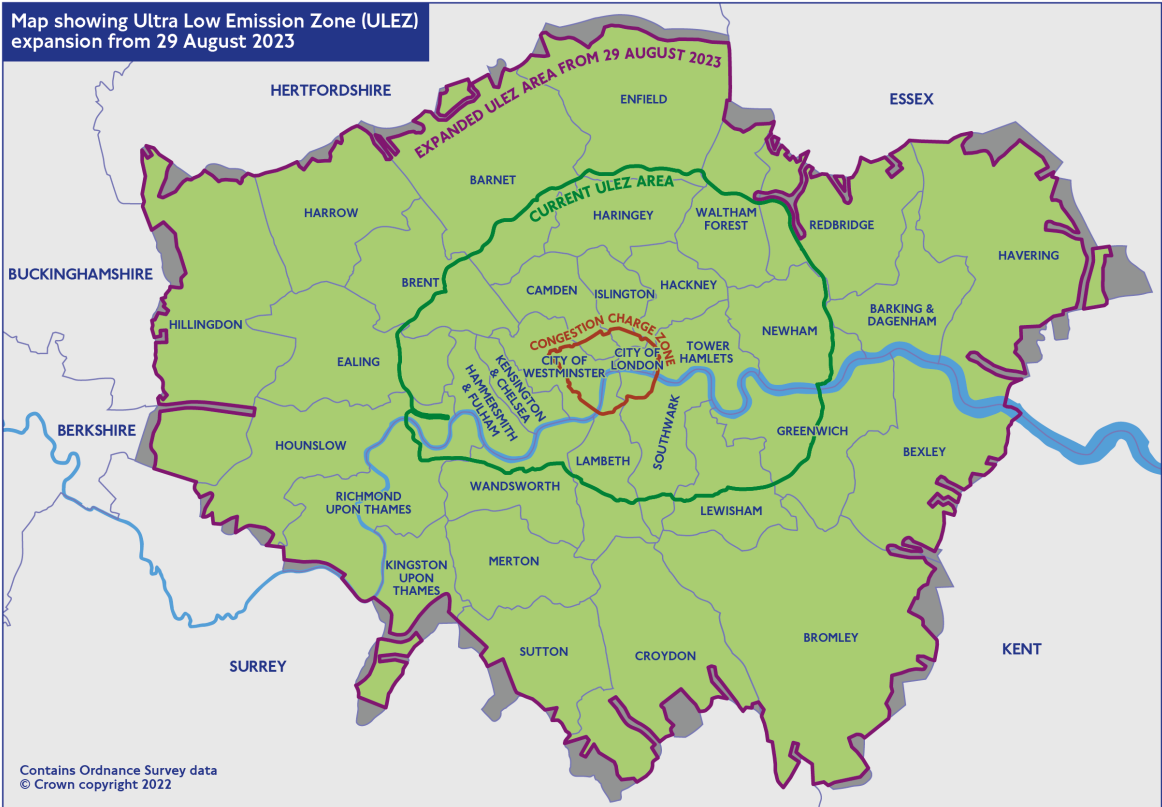 Map showing Ultra Low Emission Zone (ULEZ)
expansion from 29 August 2023
HERTFORDSHIRE
EXPANDED ULEZ AREA FROM 29 AUGUST 2023
ENFIELD
ESSEX
BARNET
CURRENT ULEZ AREA
HARROW
HARINGEY
WALTHAM
FOREST
REDBRIDGE
HAVERING
BUCKINGHAMSHIRE
BRENT
CAMDEN
ISLINGTON
HACKNEY
HILLINGDON
BARKING &
DAGENHAM
NEWHAM
EALING
CONGESTION CHARGE ZONE
CITY OF
WESTMINSTER
CITY OF
LONDON
TOWER
HAMLETS
KENSINGTON
& CHELSEA
HAMMERSMITH
& FULHAM
BERKSHIRE
HOUNSLOW
SOUTHWARK
GREENWICH
BEXLEY
LAMBETH
WANDSWORTH
RICHMOND
UPON THAMES
LEWISHAM
MERTON
KINGSTON
UPON
THAMES
SURREY
SUTTON
CROYDON
BROMLEY
KENT
Contains Ordnance Survey data
© Crown copyright 2022